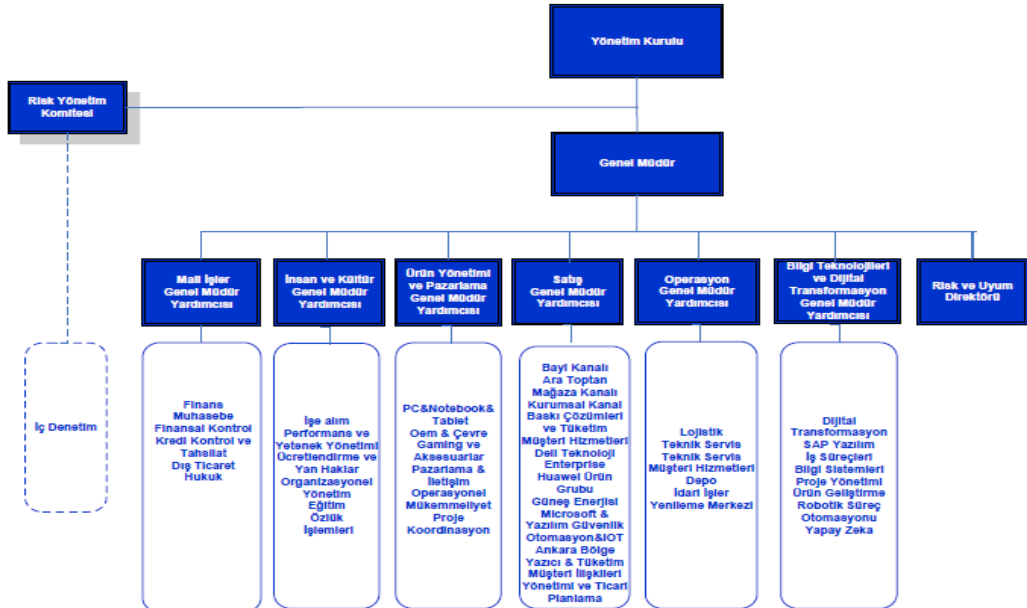 Yönetim Kurulu
Risk Yönetim
Komitesi
Genel Müdür
Mali İşler
Genel Müdür
Yardımcısı
İnsan ve Kültür
Genel Müdür
Yardımcısı
Ürün Yönetimi
ve Pazarlama
Genel Müdür
Yardımcısı
Satış
Genel Müdür
Yardımcısı
Operasyon
Genel Müdür
Yardımcısı
Bilgi Teknolojileri
ve Dijital
Transformasyon
Genel Müdür
Yardımcısı
Risk ve Uyum
Direktörü
İç Denetim
Finans
Muhasebe
Finansal Kontrol
Kredi Kontrol ve
Tahsilat
Dış Ticaret
Hukuk
İşe alım
Performans ve
Yetenek Yönetimi
Ücretlendirme ve
Yan Haklar
Organizasyonel
Yönetim
Eğitim
Özlük
İşlemleri
PC&Notebook&
Tablet
Oem & Çevre
Gaming ve
Aksesuarlar
Pazarlama &
İletişim
Operasyonel
Mükemmeliyet
Proje
Koordinasyon
Bayi Kanalı
Ara Toptan
Mağaza Kanalı
Kurumsal Kanal
Baskı Çözümleri
ve Tüketim
Müşteri Hizmetleri
Dell Teknoloji
Enterprise
Huawei Ürün
Grubu
Güneş Enerjisi
Microsoft &
Yazılım Güvenlik
Otomasyon&IOT
Ankara Bölge
Yazıcı & Tüketim
Müşteri İlişkileri
Yönetimi ve Ticari
Planlama
Lojistik
Teknik Servis
Teknik Servis
Müşteri Hizmetleri
Depo
İdari İşler
Yenileme Merkezi
Dijital
Transformasyon
SAP Yazılım
İş Süreçleri
Bilgi Sistemleri
Proje Yönetimi
Ürün Geliştirme
Robotik Süreç
Otomasyonu
Yapay Zeka